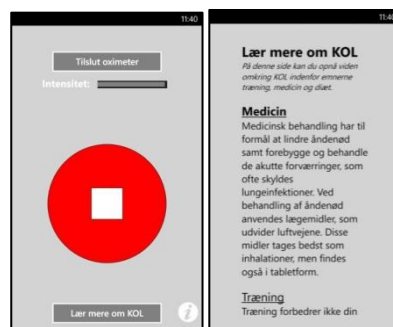 11:40
Tilslut oximeter
Intensitet:
Lær mere om KOL
i
11:40
Lær mere om KOL
På denne side kan du opnå viden
omkring KOL indenfor emnerne
træning, medicin og diæt.
Medicin
Medicinsk behandling har til
formål at lindre åndenød
samt forebygge og behandle
de akutte forværringer, som
ofte skyldes
lungeinfektioner. Ved
behandling af åndenød
anvendes lægemidler, som
udvider luftvejene. Disse
midler tages bedst som
inhalationer, men findes
også i tabletform.
Træning
Træning forbedrer ikke din